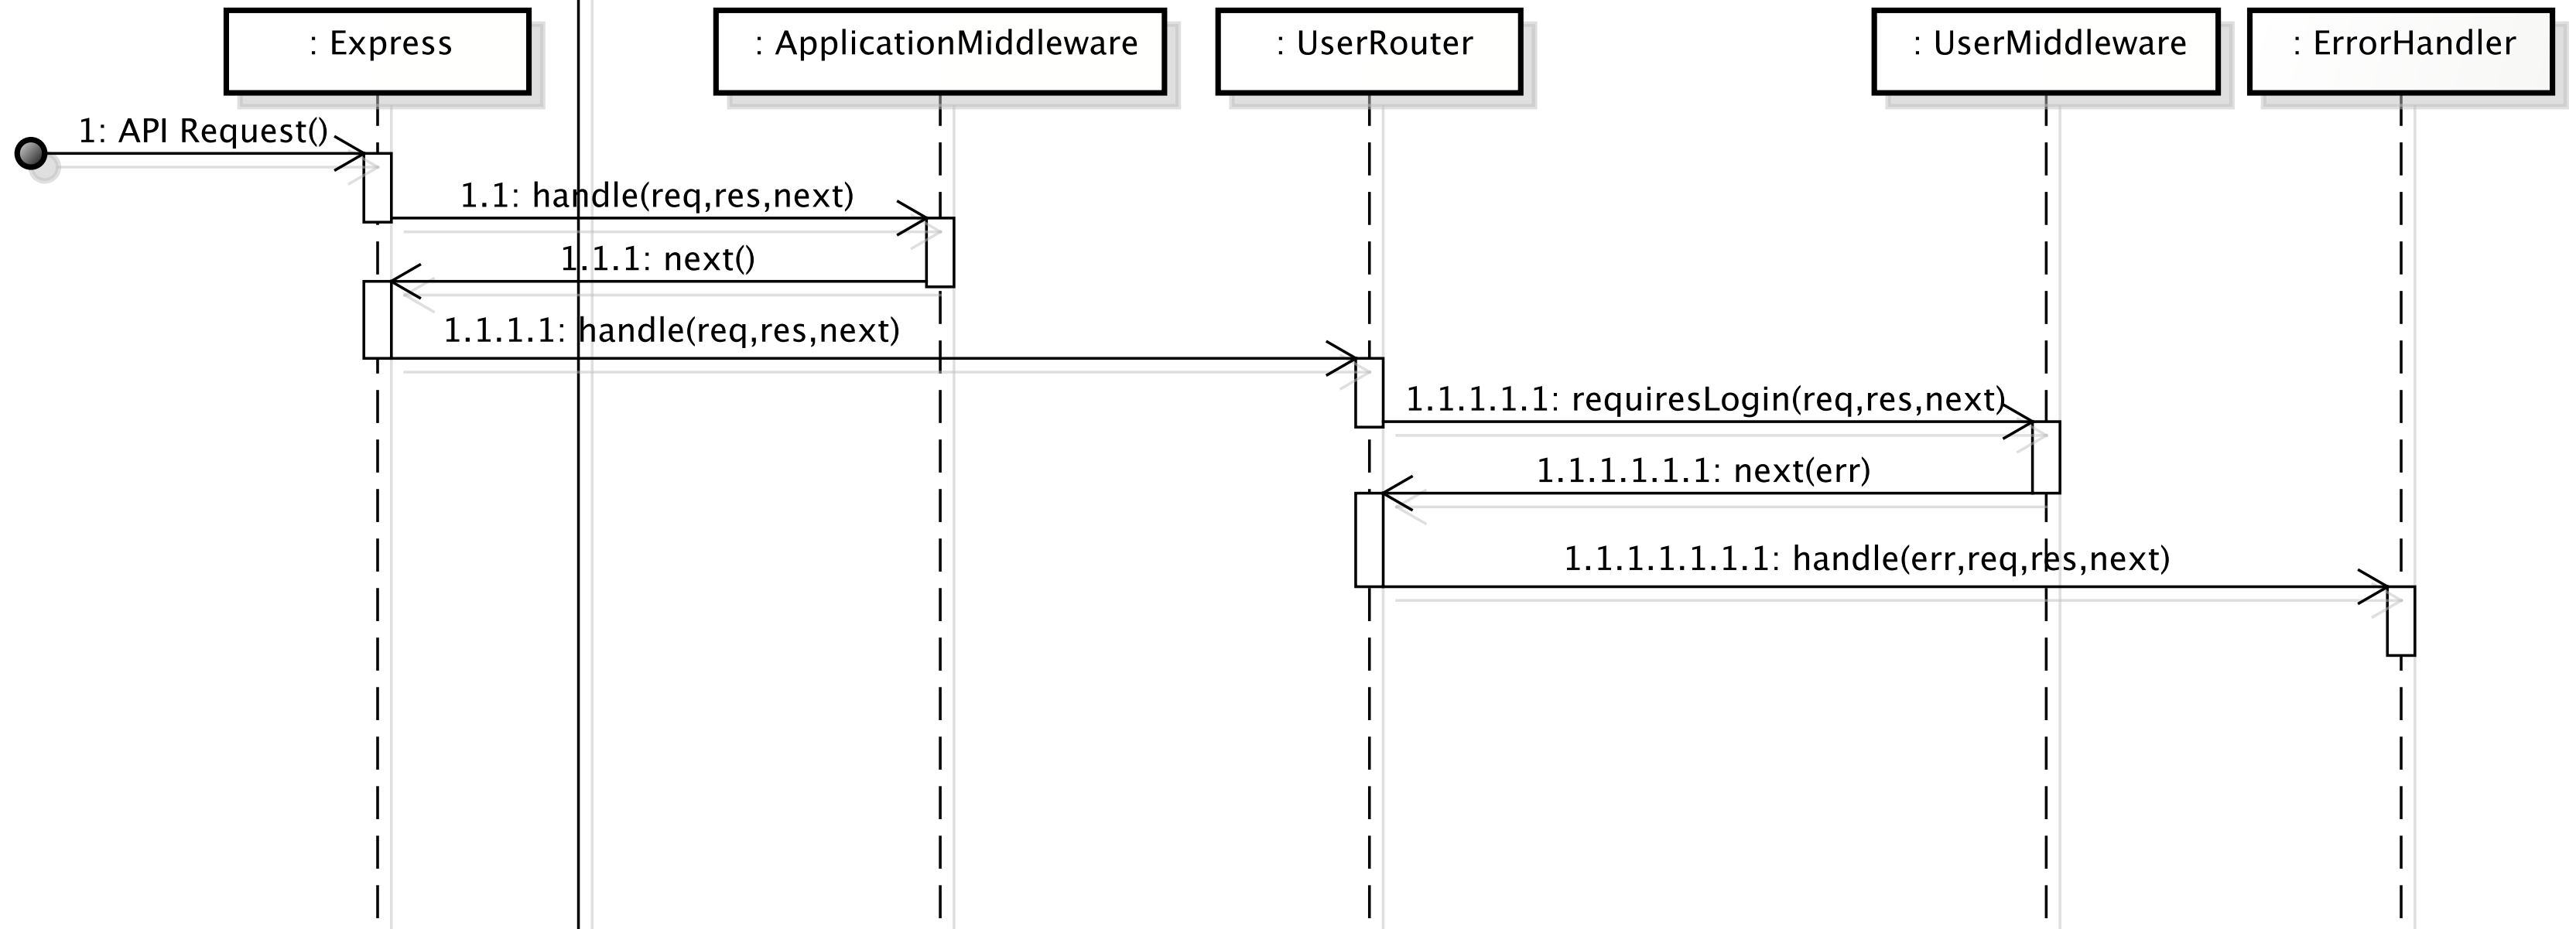 : Express
: ApplicationMiddleware
: UserRouter
: UserMiddleware
: ErrorHandler
1: API Request()
1.1: handle(req,res,next)
1.1.1: next()
1.1.1.1: handle(req,res,next)
1.1.1.1.1: requiresLogin(req,res,next)
1.1.1.1.1.1: next(err)
1.1.1.1.1.1.1: handle(err,req,res,next)